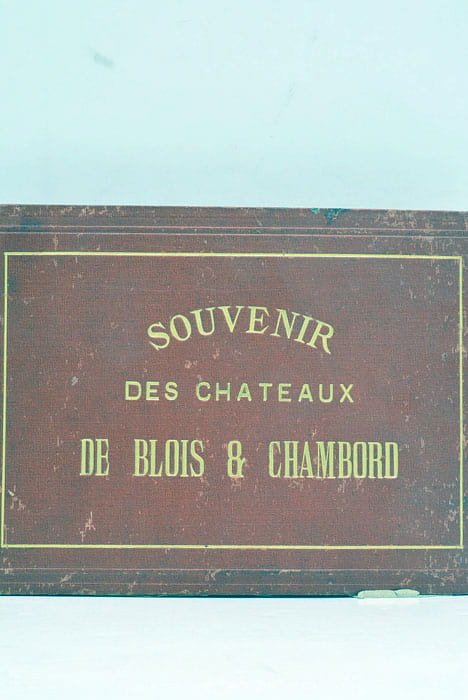 SOUVENIR
DES CHATEAUX
DE BLOIS & CHAMBORD